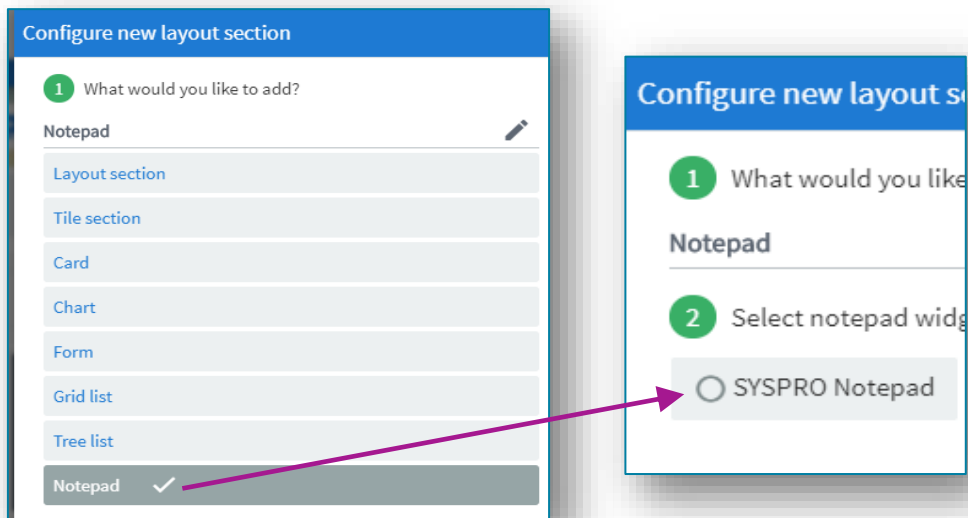 Configure new layout section
1 What would you like to add?
Notepad
Layout section
Tile section
Card
Chart
Form
Grid list
Tree list
Notepad
Configure new layout
1 What would you like
Notepad
2 Select notepad
SYSPRO Notepad